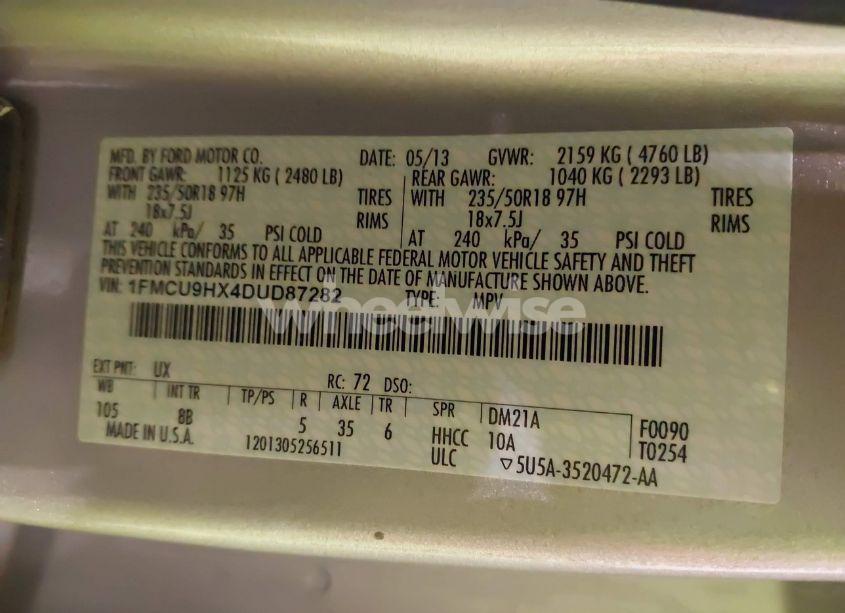 MFD. BY FORD MOTOR CO. DATE: 05/13 GVWR: 2159 KG ( 4760 LB)
FRONT GAWR: 1125 KG ( 2480 LB) REAR GAWR: 1040 KG ( 2293 LB)
WITH 235/50R18 97H TIRES WITH 235/50R18 97H TIRES
18x7.5J RIMS 18x7.5J RIMS
AT 240 kPa/ 35 PSI COLD AT 240 kPa/ 35 PSI COLD
THIS VEHICLE CONFORMS TO ALL APPLICABLE FEDERAL MOTOR VEHICLE SAFETY AND THEFT
PREVENTION STANDARDS IN EFFECT ON THE DATE OF MANUFACTURE SHOWN ABOVE.
VIN: 1FMCU9HX4DUD87282 TYPE: MPV
wheelwise
EXT PNT: UX RC: 72 DSO:
WB INT TR TP/PS R AXLE TR SPR DM21A F0090
105 8B 5 35 6 HHCC 10A T0254
MADE IN U.S.A. 1201305256511 ULC ▽5U5A-3520472-AA